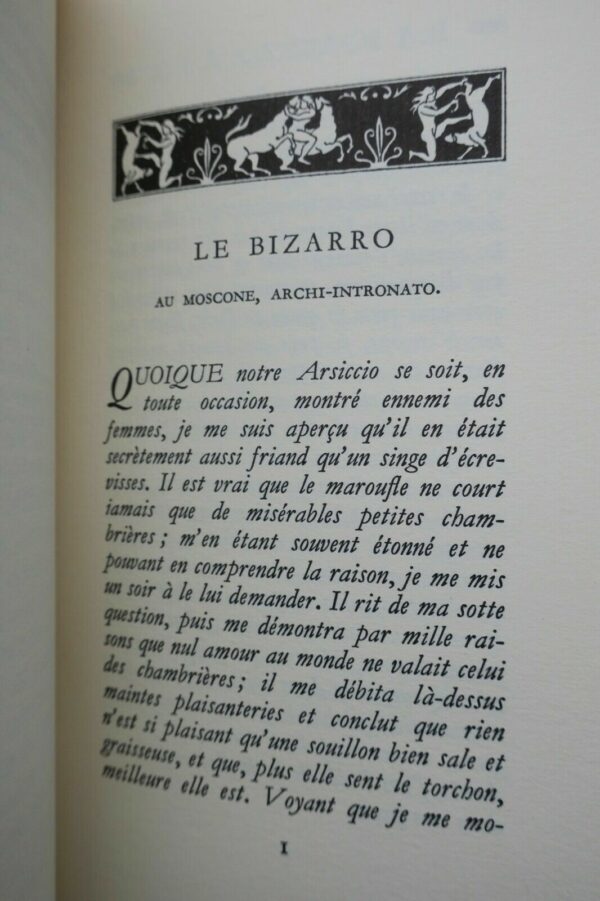 LE BIZARRO
AU MOSCONE, ARCHI-INTRONATO.
QUOIQUE notre Arsiccio se soit, en
toute occasion, montré ennemi des
femmes, je me suis aperçu qu'il en était
secrètement aussi friand qu'un singe d'écre-
visses. Il est vrai que le maroufle ne court
jamais que de misérables petites cham-
brières ; m'en étant souvent étonné et ne
pouvant en comprendre la raison, je me mis
un soir à le lui demander. Il rit de ma sotte
question, puis me démontra par mille rai-
sons que nul amour au monde ne valait celui
des chambrières ; il me débita là-dessus
maintes plaisanteries et conclut que rien
n'est si plaisant qu'une souillon bien sale et
graisseuse, et que, plus elle sent le torchon,
meilleure elle est. Voyant que je me mo-
1